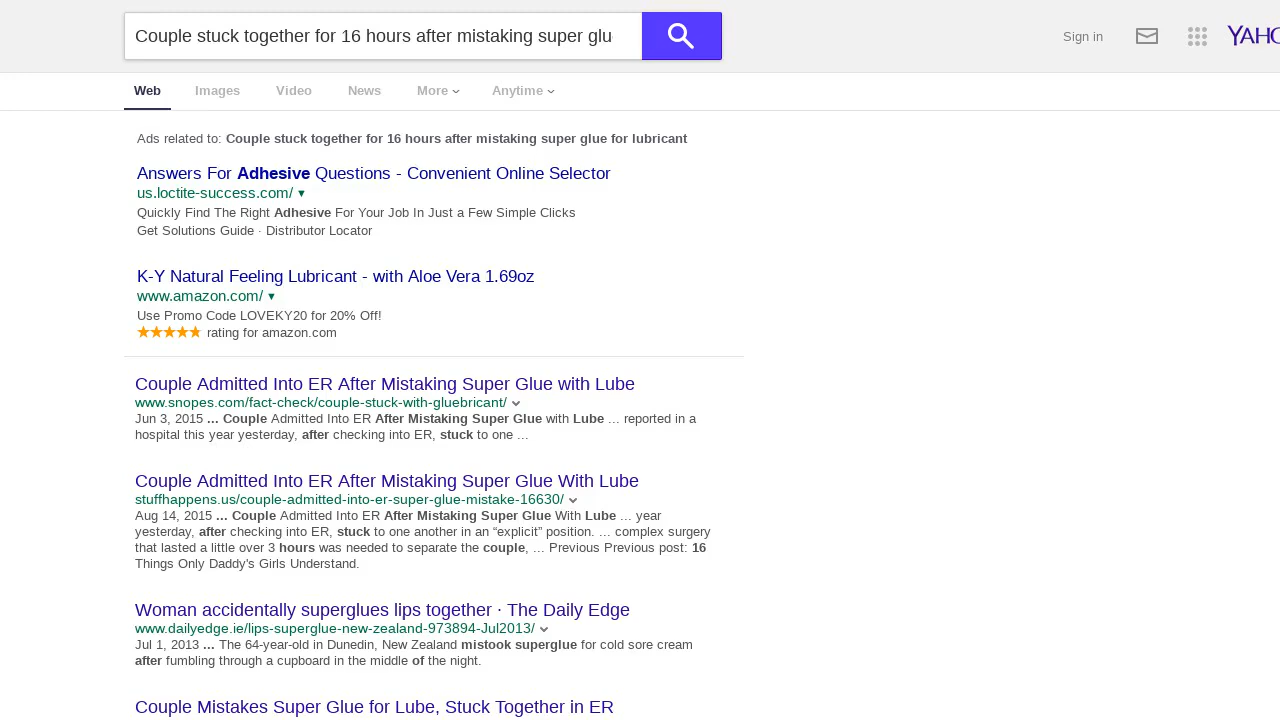 Couple stuck together for 16 hours after mistaking super glu
Sign in
YAHO
Web Images Video News More Anytime
Ads related to: Couple stuck together for 16 hours after mistaking super glue for lubricant
Answers For Adhesive Questions - Convenient Online Selector
us.loctite-success.com/ ▼
Quickly Find The Right Adhesive For Your Job In Just a Few Simple Clicks
Get Solutions Guide · Distributor Locator
K-Y Natural Feeling Lubricant - with Aloe Vera 1.69oz
www.amazon.com/ ▼
Use Promo Code LOVEKY20 for 20% Off!
★★★★★ rating for amazon.com
Couple Admitted Into ER After Mistaking Super Glue with Lube
www.snopes.com/fact-check/couple-stuck-with-gluebricant/
Jun 3, 2015 ... Couple Admitted Into ER After Mistaking Super Glue with Lube ... reported in a
hospital this year yesterday, after checking into ER, stuck to one ...
Couple Admitted Into ER After Mistaking Super Glue With Lube
stuffhappens.us/couple-admitted-into-er-super-glue-mistake-16630/
Aug 14, 2015 ... Couple Admitted Into ER After Mistaking Super Glue With Lube ... year
yesterday, after checking into ER, stuck to one another in an “explicit” position. ... complex surgery
that lasted a little over 3 hours was needed to separate the couple, ... Previous Previous post: 16
Things Only Daddy's Girls Understand.
Woman accidentally superglues lips together · The Daily Edge
www.dailyedge.ie/lips-superglue-new-zealand-973894-Jul2013/
Jul 1, 2013 ... The 64-year-old in Dunedin, New Zealand mistook superglue for cold sore cream
after fumbling through a cupboard in the middle of the night.
Couple Mistakes Super Glue for Lube, Stuck Together in ER